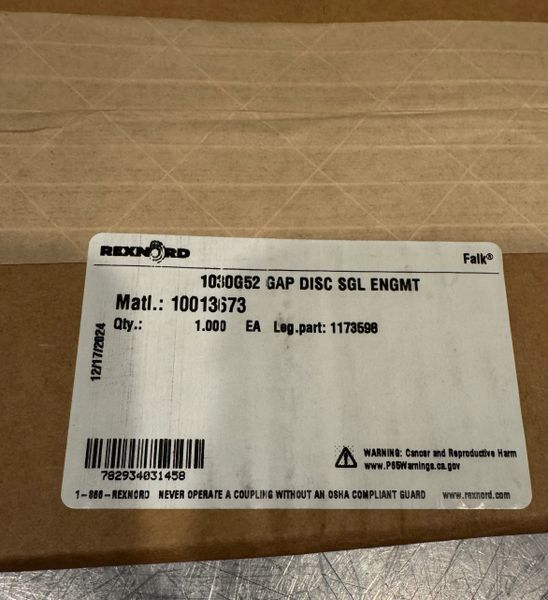 REXNORD
Falk®
1030G52 GAP DISC SGL ENGMT
Matl.: 10013673
Qty.: 1.000 EA Leg.part: 1173598
12/17/2024
782934031458
WARNING: Cancer and Reproductive Harm
www.P65Warnings.ca.gov
1-866-REXNORD NEVER OPERATE A COUPLING WITHOUT AN OSHA COMPLIANT GUARD www.rexnord.com